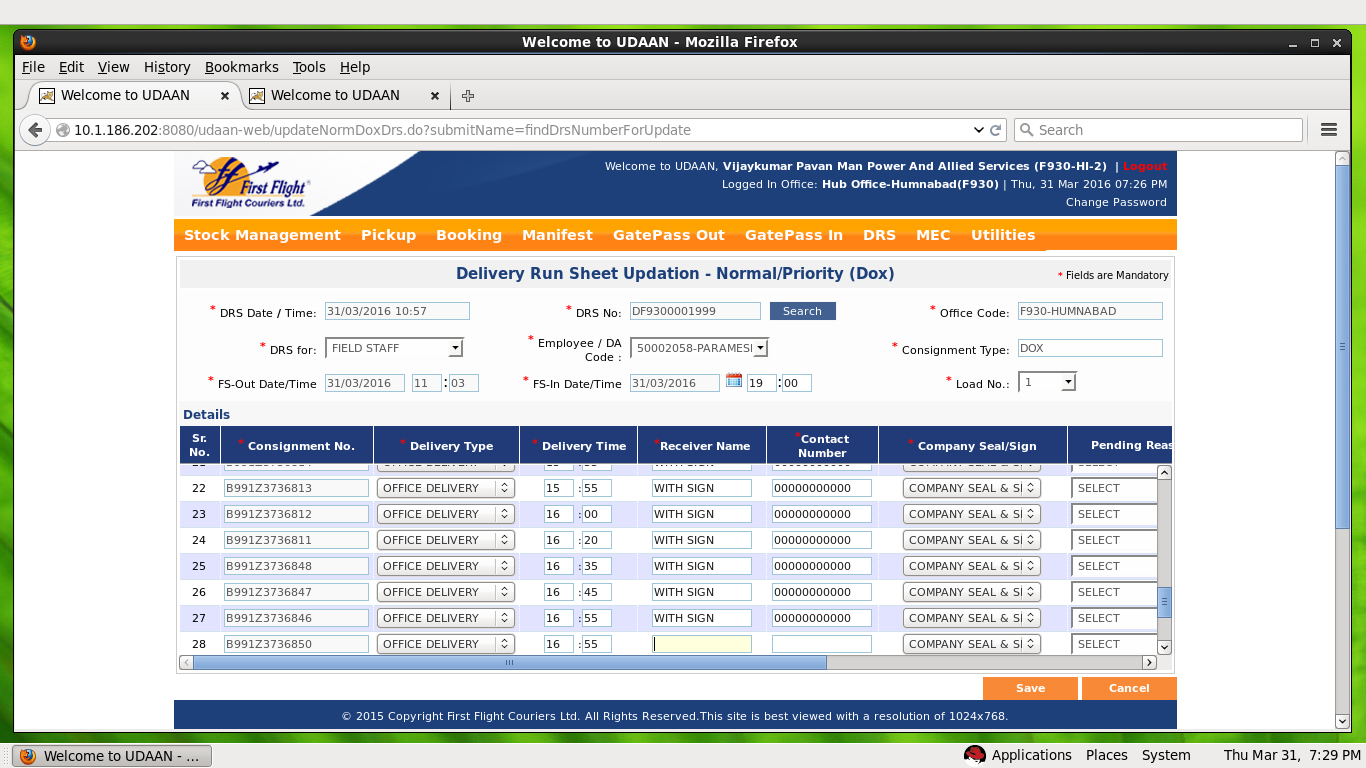 Welcome to UDAAN - Mozilla Firefox
File Edit View History Bookmarks Tools Help
Welcome to UDAAN Welcome to UDAAN
10.1.186.202:8080/udaan-web/updateNormDoxDrs.do?submitName=findDrsNumberForUpdate Search
First Flight®
First Flight Couriers Ltd.
Welcome to UDAAN, Vijaykumar Pavan Man Power And Allied Services (F930-HI-2) | Logout
Logged In Office: Hub Office-Humnabad(F930) | Thu, 31 Mar 2016 07:26 PM
Change Password
Stock Management Pickup Booking Manifest GatePass Out GatePass In DRS MEC Utilities
Delivery Run Sheet Updation - Normal/Priority (Dox) * Fields are Mandatory
* DRS Date / Time: 31/03/2016 10:57 * DRS No: DF9300001999 Search * Office Code: F930-HUMNABAD
* DRS for: FIELD STAFF * Employee / DA Code : 50002058-PARAMESI * Consignment Type: DOX
* FS-Out Date/Time 31/03/2016 11 : 03 * FS-In Date/Time 31/03/2016 19 : 00 * Load No.: 1
Details
Sr. No. * Consignment No. * Delivery Type * Delivery Time *Receiver Name *Contact Number * Company Seal/Sign Pending Reas
22 B991Z3736813 OFFICE DELIVERY 15 : 55 WITH SIGN 00000000000 COMPANY SEAL & SI SELECT
23 B991Z3736812 OFFICE DELIVERY 16 : 00 WITH SIGN 00000000000 COMPANY SEAL & SI SELECT
24 B991Z3736811 OFFICE DELIVERY 16 : 20 WITH SIGN 00000000000 COMPANY SEAL & SI SELECT
25 B991Z3736848 OFFICE DELIVERY 16 : 35 WITH SIGN 00000000000 COMPANY SEAL & SI SELECT
26 B991Z3736847 OFFICE DELIVERY 16 : 45 WITH SIGN 00000000000 COMPANY SEAL & SI SELECT
27 B991Z3736846 OFFICE DELIVERY 16 : 55 WITH SIGN 00000000000 COMPANY SEAL & SI SELECT
28 B991Z3736850 OFFICE DELIVERY 16 : 55 COMPANY SEAL & SI SELECT
Save Cancel
© 2015 Copyright First Flight Couriers Ltd. All Rights Reserved.This site is best viewed with a resolution of 1024x768.
Welcome to UDAAN - ... Applications Places System Thu Mar 31, 7:29 PM